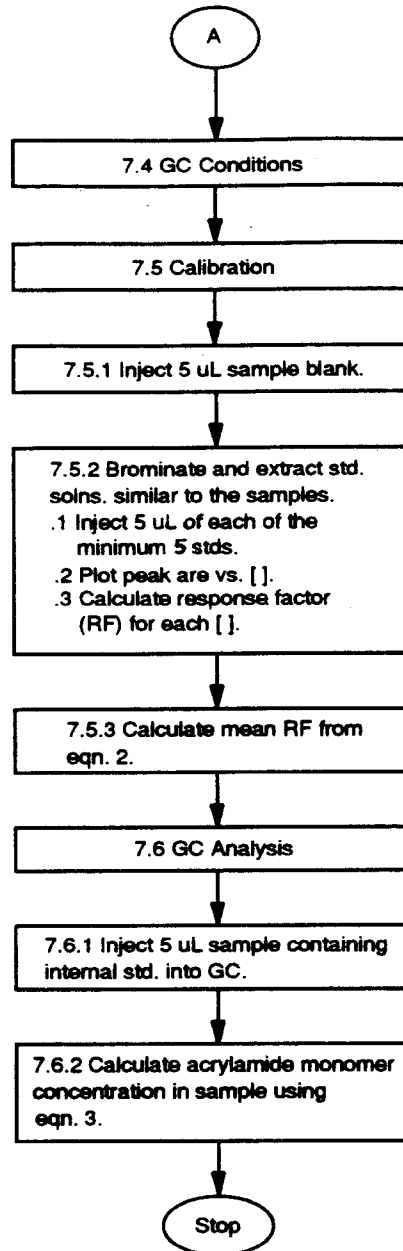 A
7.4 GC Conditions
7.5 Calibration
7.5.1 Inject 5 uL sample blank.
7.5.2 Brominate and extract std.
solns. similar to the samples.
.1 Inject 5 uL of each of the
minimum 5 stds.
.2 Plot peak are vs. [ ].
.3 Calculate response factor
(RF) for each [ ].
7.5.3 Calculate mean RF from
eqn. 2.
7.6 GC Analysis
7.6.1 Inject 5 uL sample containing
internal std. into GC.
7.6.2 Calculate acrylamide monomer
concentration in sample using
eqn. 3.
Stop